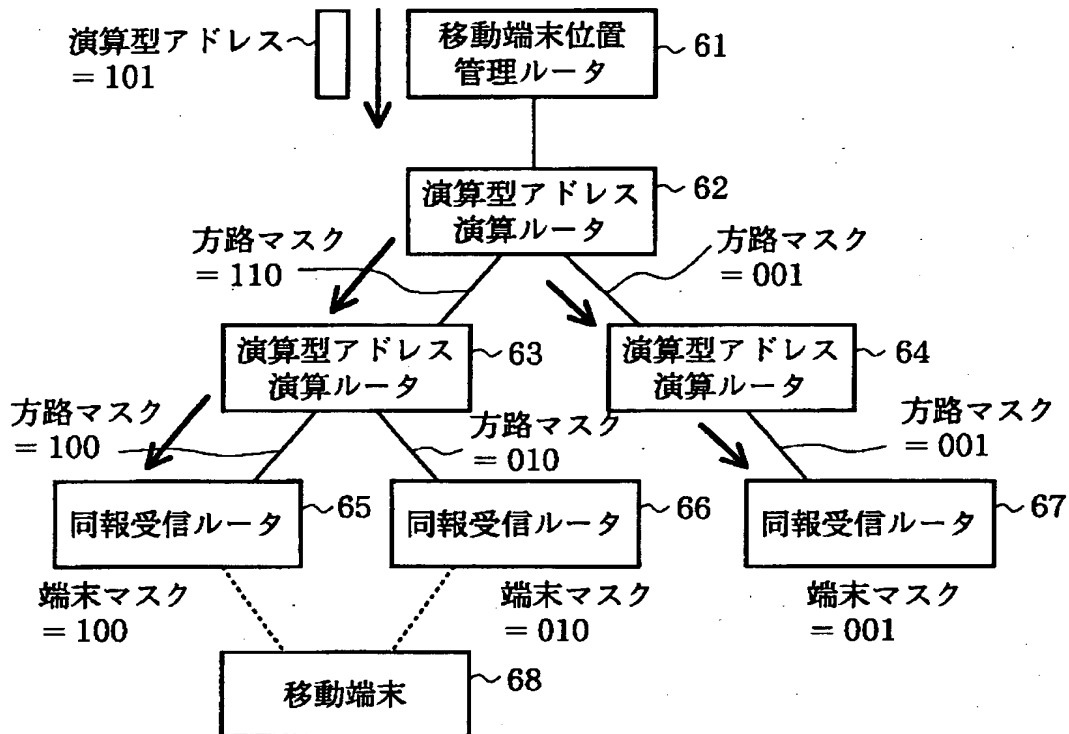 演算型アドレス
= 101
移動端末位置
管理ルータ
61
演算型アドレス
演算ルータ
62
方路マスク
= 110
方路マスク
= 001
演算型アドレス
演算ルータ
63
演算型アドレス
演算ルータ
64
方路マスク
= 100
方路マスク
= 010
方路マスク
= 001
同報受信ルータ
65
同報受信ルータ
66
同報受信ルータ
67
端末マスク
= 100
端末マスク
= 010
端末マスク
= 001
移動端末
68